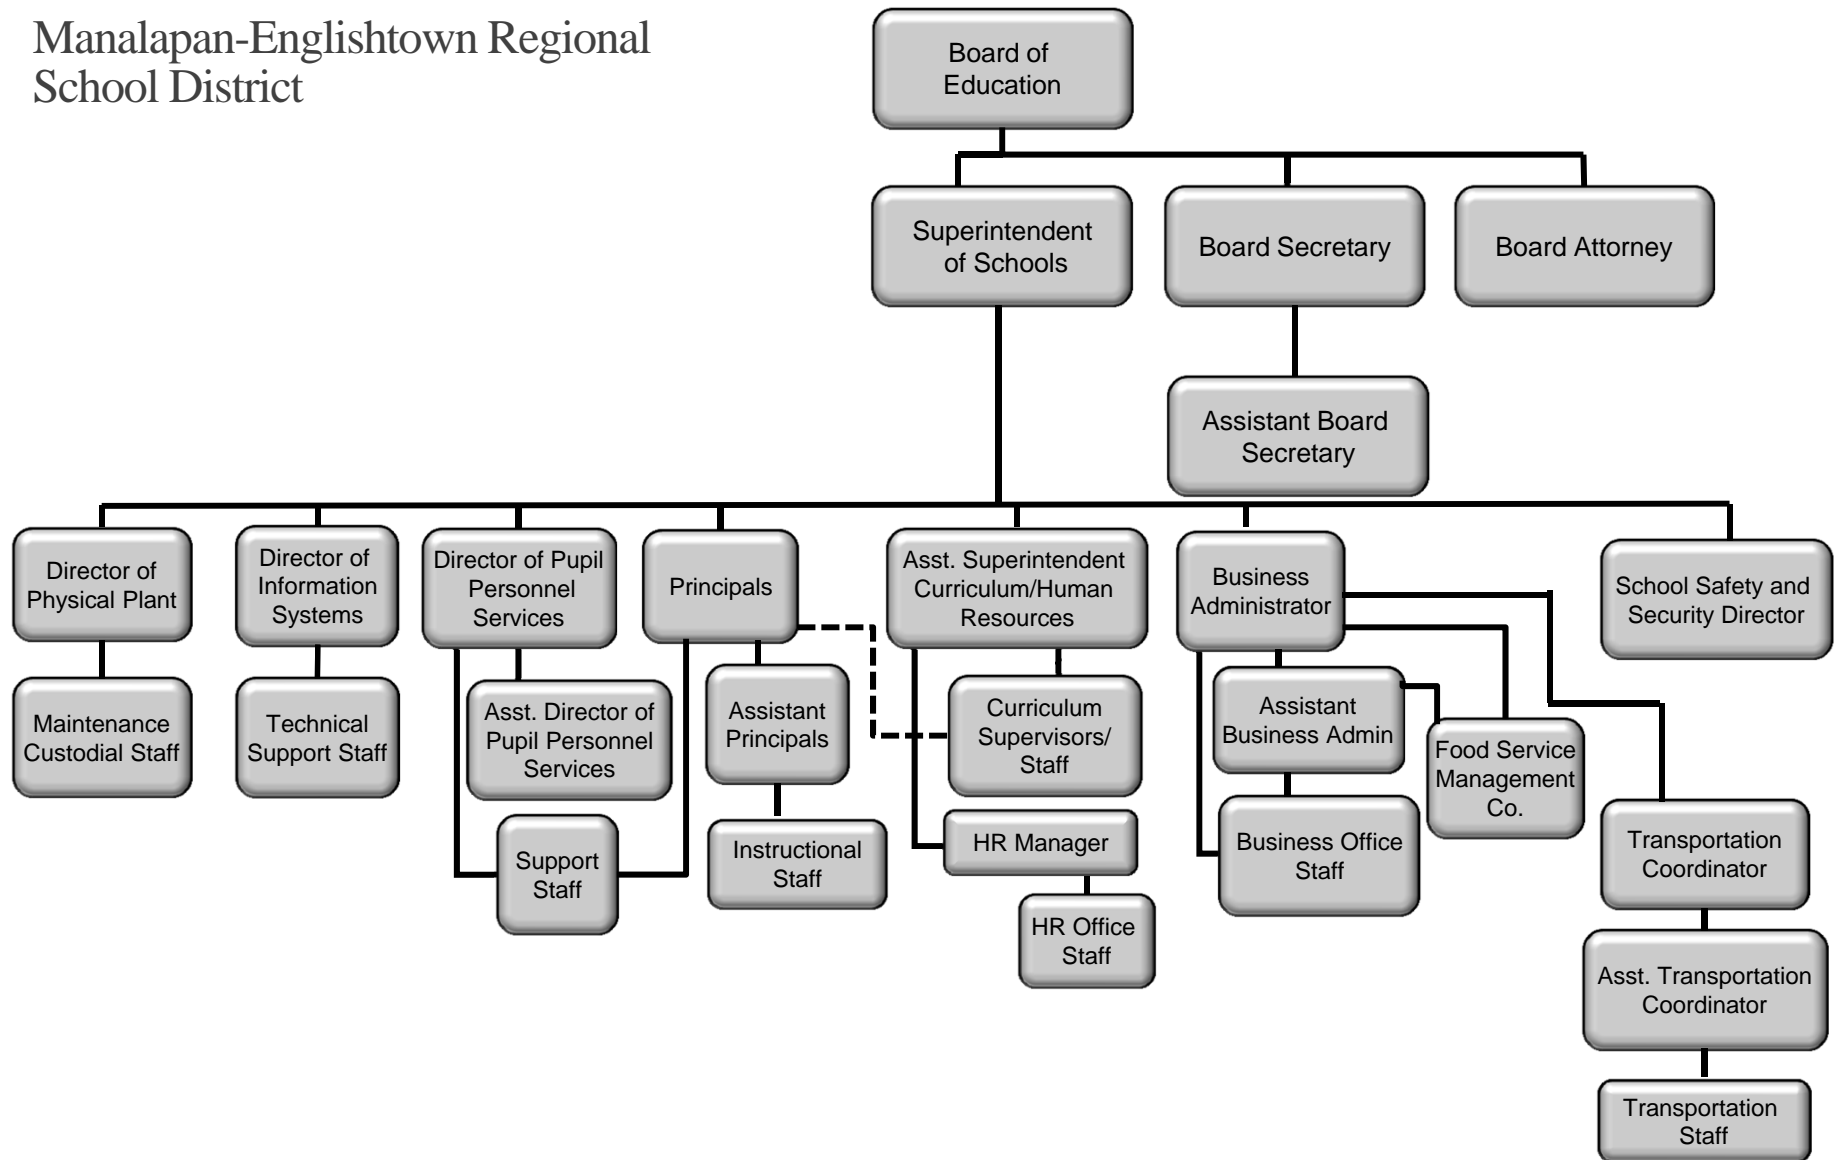 Manalapan-Englishtown Regional
School District
Board of
Education
Superintendent
of Schools
Board Secretary
Board Attorney
Assistant Board
Secretary
Director of
Physical Plant
Director of
Information
Systems
Director of Pupil
Personnel
Services
Principals
Asst. Superintendent
Curriculum/Human
Resources
Business
Administrator
School Safety and
Security Director
Maintenance
Custodial Staff
Technical
Support Staff
Asst. Director of
Pupil Personnel
Services
Assistant
Principals
Curriculum
Supervisors/
Staff
Assistant
Business Admin
Food Service
Management
Co.
Support
Staff
Instructional
Staff
HR Manager
HR Office
Staff
Business Office
Staff
Transportation
Coordinator
Asst. Transportation
Coordinator
Transportation
Staff